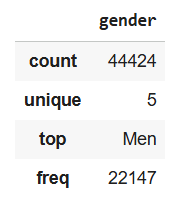 gender
count 44424
unique 5
top Men
freq 22147